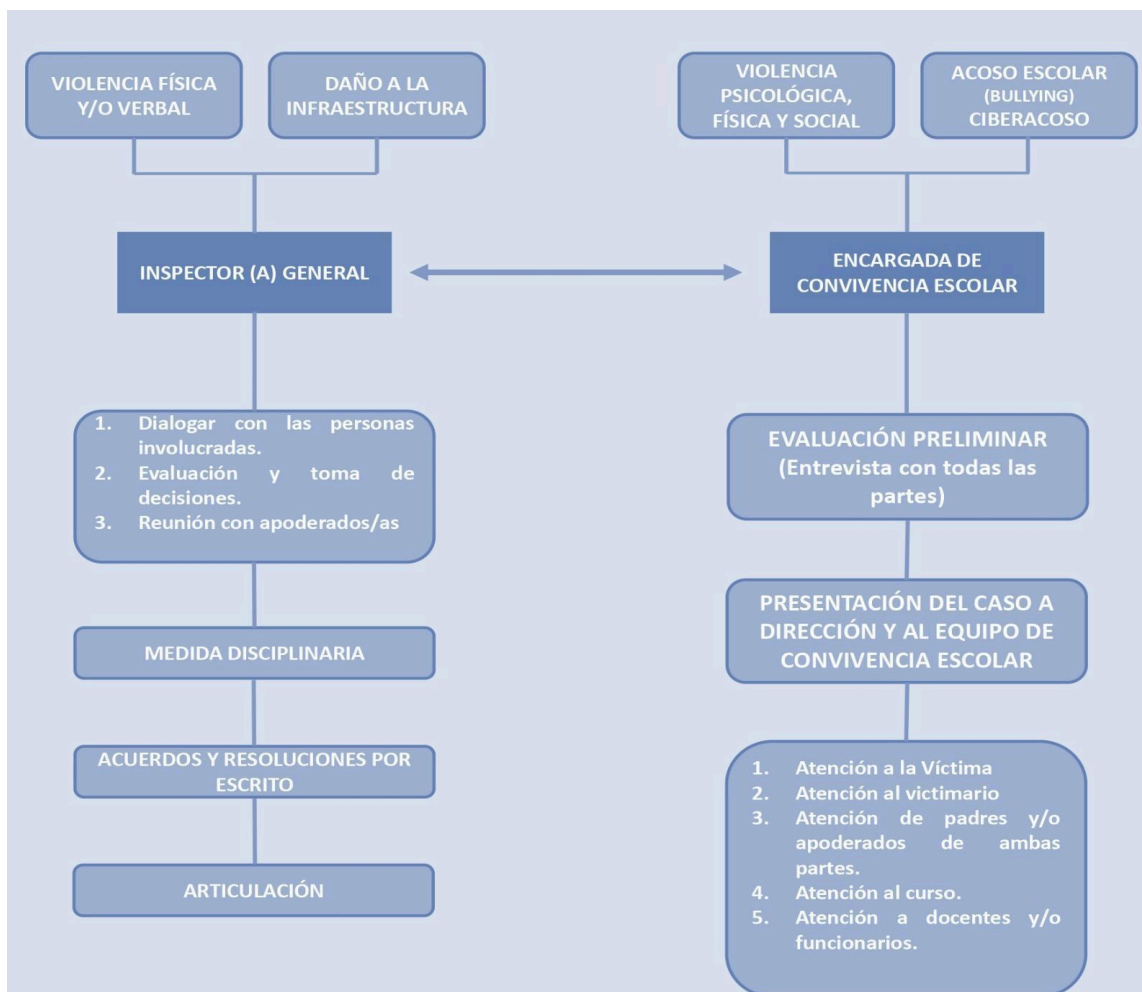 VIOLENCIA FÍSICA
Y/O VERBAL
DAÑO A LA
INFRAESTRUCTURA
VIOLENCIA
PSICOLÓGICA,
FÍSICA Y SOCIAL
ACOSO ESCOLAR
(BULLYING)
CIBERACOSO
INSPECTOR (A) GENERAL
ENCARGADA DE
CONVIVENCIA ESCOLAR
1. Dialogar con las personas
involucradas.
2. Evaluación y toma de
decisiones.
3. Reunión con apoderados/as
MEDIDA DISCIPLINARIA
ACUERDOS Y RESOLUCIONES POR
ESCRITO
ARTICULACIÓN
EVALUACIÓN PRELIMINAR
(Entrevista con todas las
partes)
PRESENTACIÓN DEL CASO A
DIRECCIÓN Y AL EQUIPO DE
CONVIVENCIA ESCOLAR
1. Atención a la Víctima
2. Atención al victimario
3. Atención de padres y/o
apoderados de ambas
partes.
4. Atención al curso.
5. Atención a docentes y/o
funcionarios.